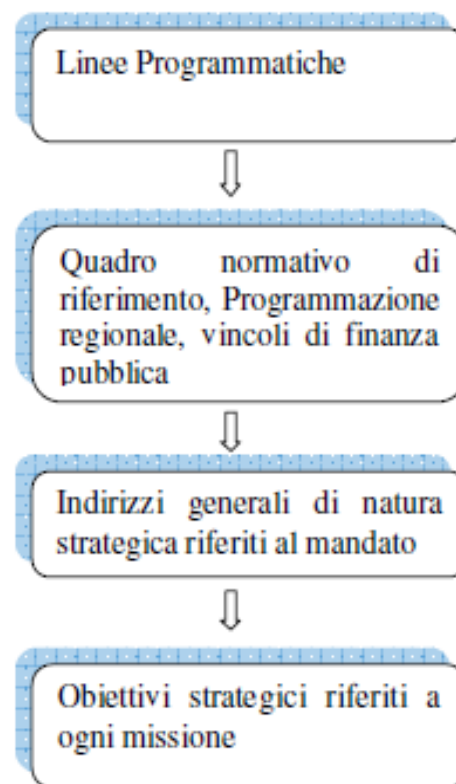 Linee Programmatiche
Quadro normativo di
riferimento, Programmazione
regionale, vincoli di finanza
pubblica
Indirizzi generali di natura
strategica riferiti al mandato
Obiettivi strategici riferiti a
ogni missione